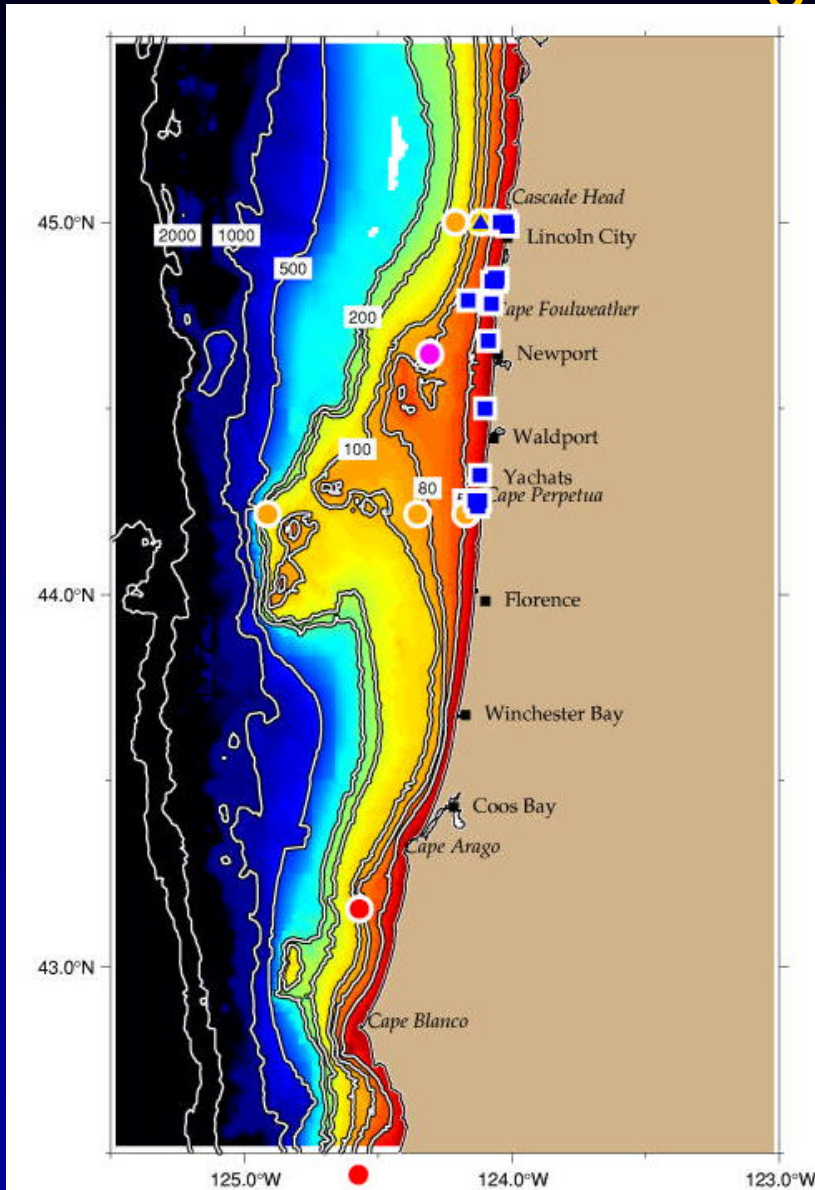 Cascade Head
45.0°N
2000
1000
Lincoln City
500
Cape Foulweather
200
Newport
Waldport
100
Yachats
80
Cape Perpetua
44.0°N
Florence
Winchester Bay
Coos Bay
Cape Arago
43.0°N
Cape Blanco
125.0°W
124.0°W
123.0°W